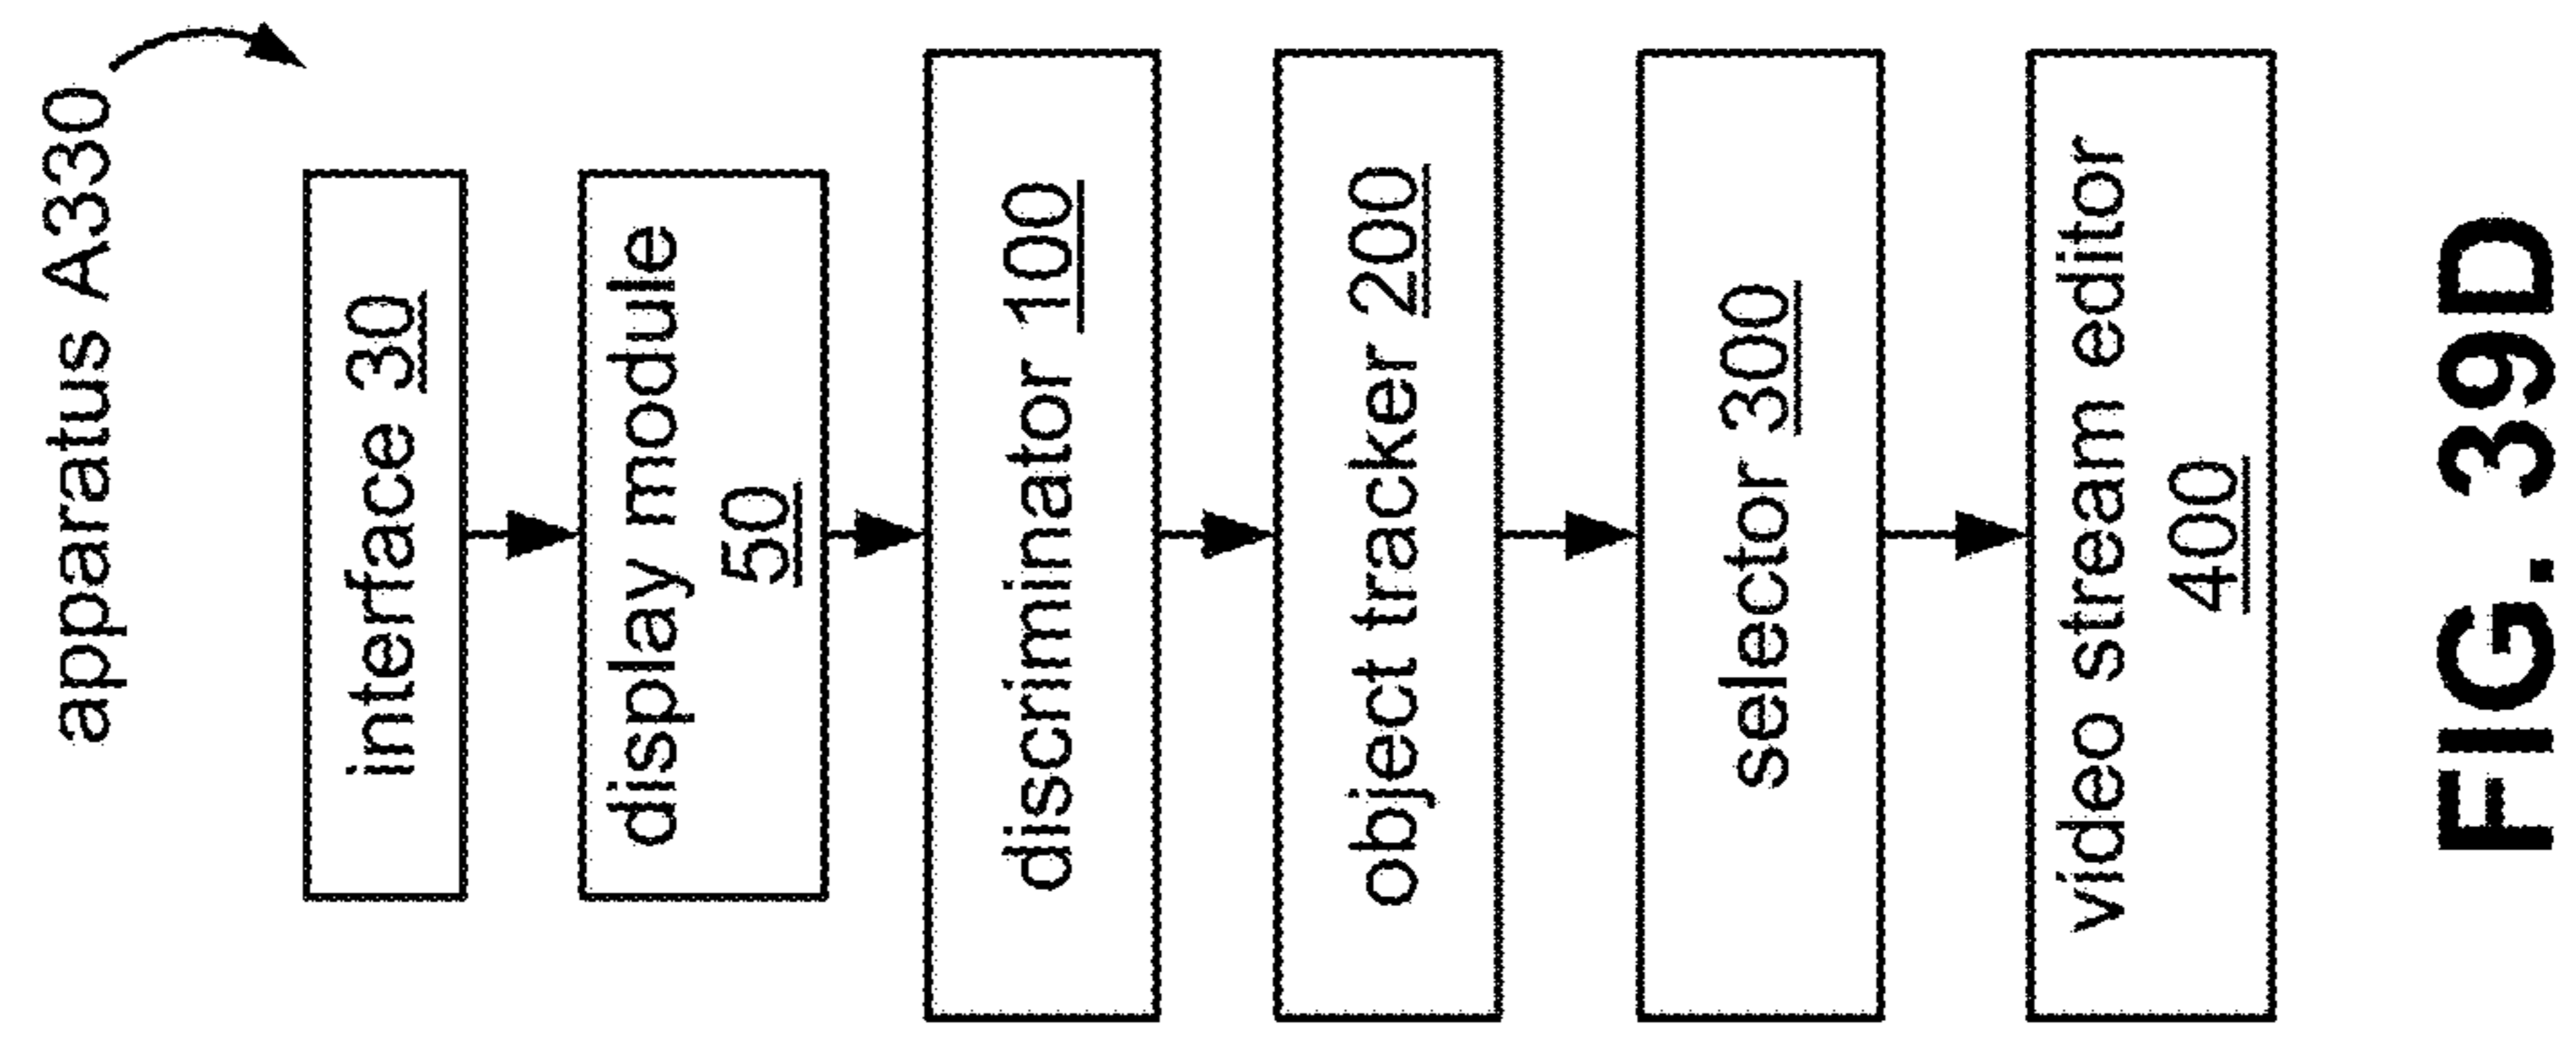 apparatus A330
interface 30
display module
50
discriminator 100
object tracker 200
selector 300
video stream editor
400
FIG. 39D